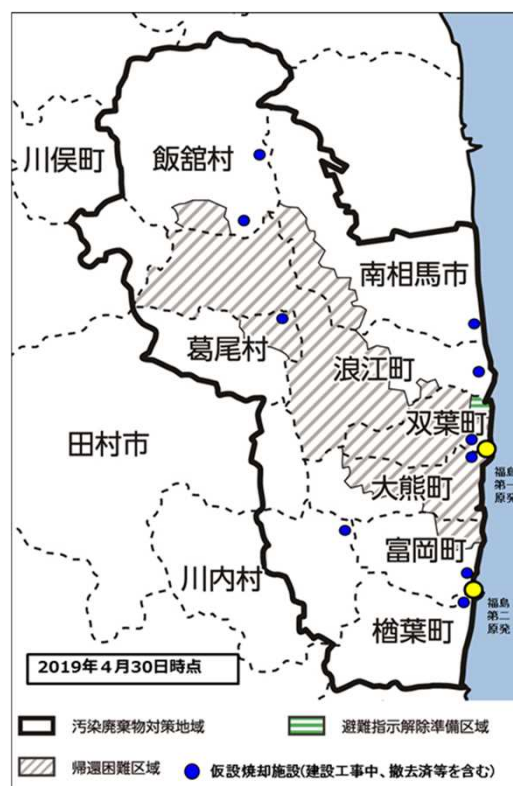 川俣町
飯舘村
南相馬市
葛尾村
浪江町
双葉町
田村市
福島
第一
原発
大熊町
富岡町
川内村
福島
第二
原発
楢葉町
2019年4月30日時点
汚染廃棄物対策地域
避難指示解除準備区域
帰還困難区域
仮設焼却施設(建設工事中、撤去済等を含む)